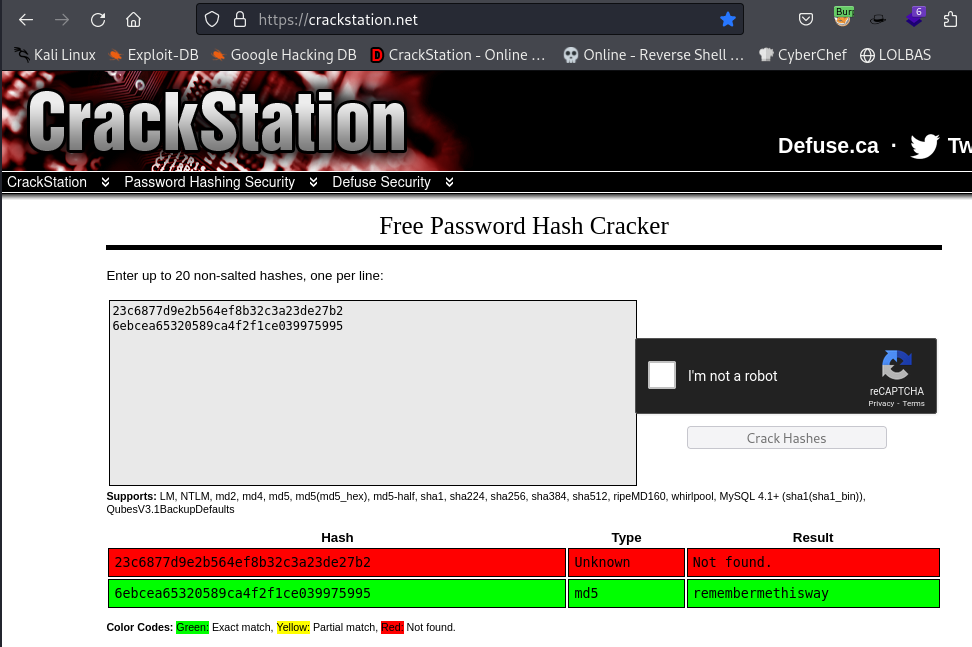 https://crackstation.net
Burp
6
Kali Linux Exploit-DB Google Hacking DB CrackStation - Online … Online - Reverse Shell … CyberChef LOLBAS
CrackStation
Defuse.ca · Tw
CrackStation Password Hashing Security Defuse Security
Free Password Hash Cracker
Enter up to 20 non-salted hashes, one per line:
23c6877d9e2b564ef8b32c3a23de27b2
6ebcea65320589ca4f2f1ce039975995
I'm not a robot
reCAPTCHA
Privacy - Terms
Crack Hashes
Supports: LM, NTLM, md2, md4, md5, md5(md5_hex), md5-half, sha1, sha224, sha256, sha384, sha512, ripeMD160, whirlpool, MySQL 4.1+ (sha1(sha1_bin)),
QubesV3.1BackupDefaults
Hash Type Result
23c6877d9e2b564ef8b32c3a23de27b2 Unknown Not found.
6ebcea65320589ca4f2f1ce039975995 md5 remembermethisway
Color Codes: Green: Exact match, Yellow: Partial match, Red: Not found.